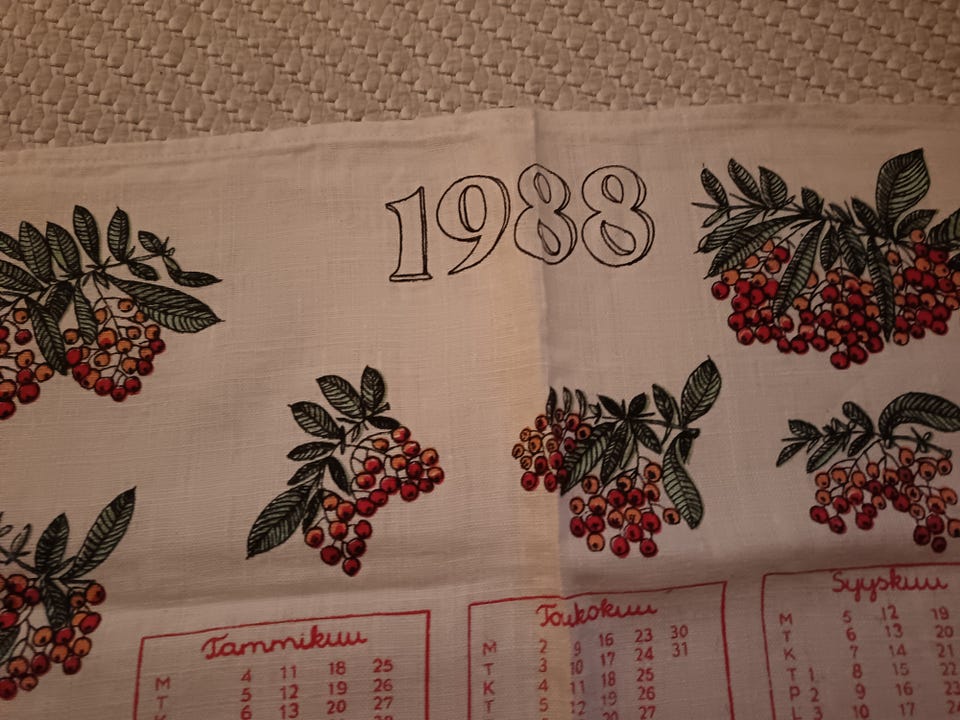 1988
Tammikuu
M 4 11 18 25
T 5 12 19 26
K 6 13 20 27
Toukokuu
M 2 9 16 23 30
T 3 10 17 24 31
K 4 11 18 25
T 5 12 19 26
20 27
Syyskuu
M 5 12 19
T 6 13 20
K 7 14 21
T 1 8 15 22
P 2 9 16 23
L 3 10 17 24